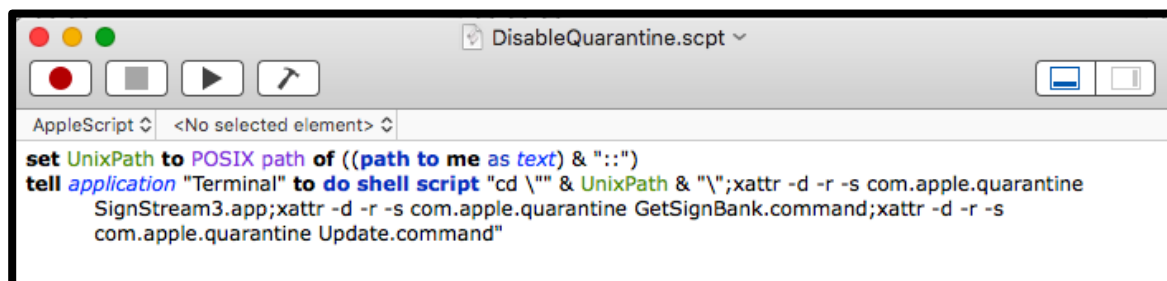 DisableQuarantine.scpt
AppleScript <No selected element>
set UnixPath to POSIX path of ((path to me as text) & "::")
tell application "Terminal" to do shell script "cd \"" & UnixPath & "\";xattr -d -r -s com.apple.quarantine
SignStream3.app;xattr -d -r -s com.apple.quarantine GetSignBank.command;xattr -d -r -s
com.apple.quarantine Update.command"